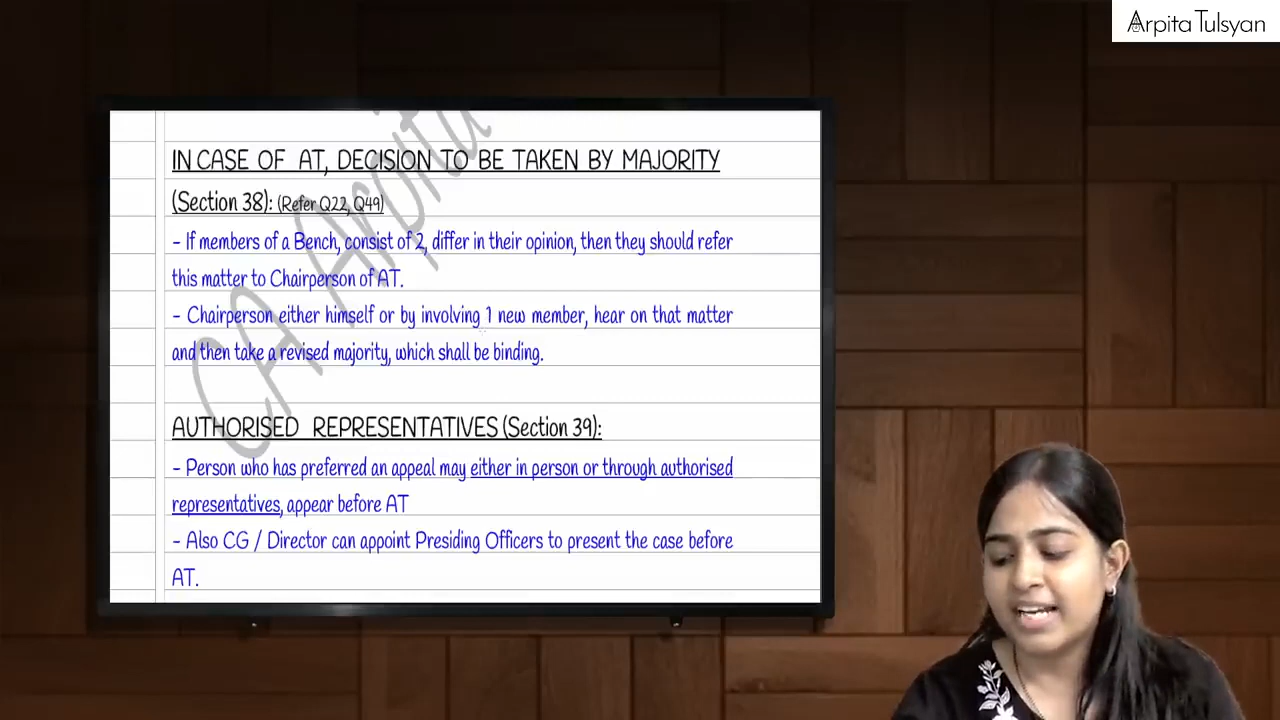 Arpita Tulsyan
IN CASE OF AT, DECISION TO BE TAKEN BY MAJORITY
(Section 38): (Refer Q22, Q49)
- If members of a Bench, consist of 2, differ in their opinion, then they should refer
this matter to Chairperson of AT.
- Chairperson either himself or by involving 1 new member, hear on that matter
and then take a revised majority, which shall be binding.
AUTHORISED REPRESENTATIVES (Section 39):
- Person who has preferred an appeal may either in person or through authorised
representatives, appear before AT
- Also CG / Director can appoint Presiding Officers to present the case before
AT.
CA Arpita